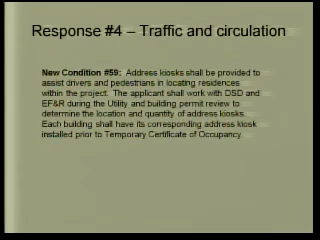 Response #4 – Traffic and circulation
New Condition #59: Address kiosks shall be provided to
assist drivers and pedestrians in locating residences
within the project. The applicant shall work with DSD and
EF&R during the Utility and building permit review to
determine the location and quantity of address kiosks.
Each building shall have its corresponding address kiosk
installed prior to Temporary Certificate of Occupancy.